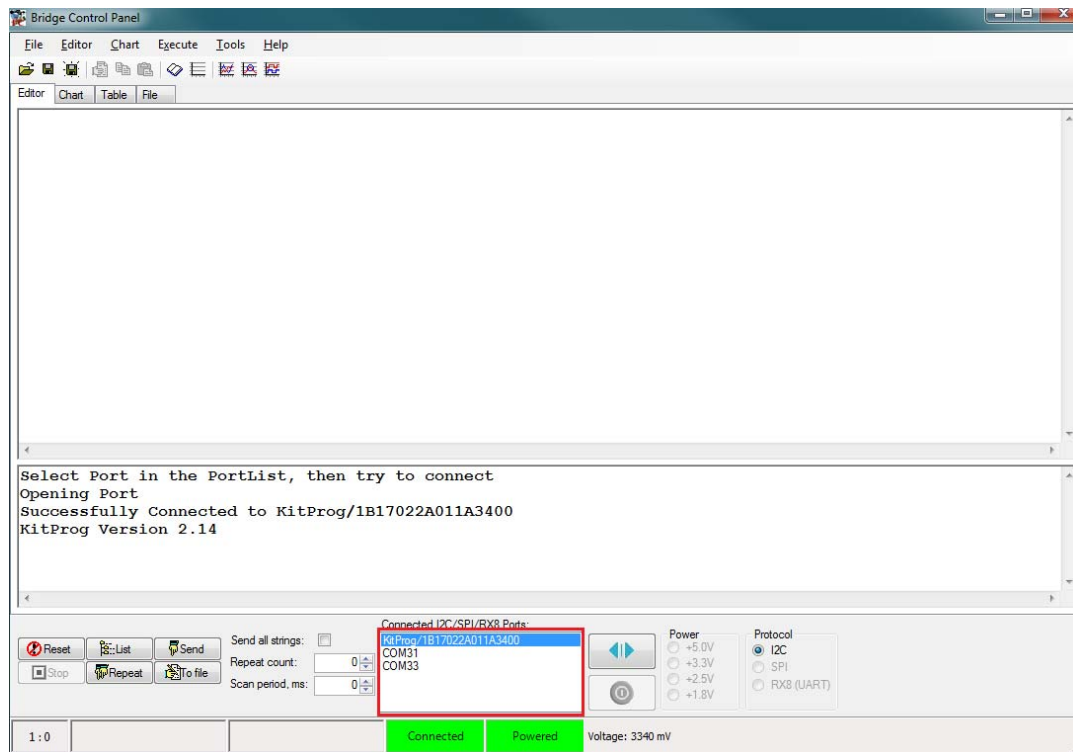 Bridge Control Panel
File Editor Chart Execute Tools Help
Editor Chart Table File
Select Port in the PortList, then try to connect
Opening Port
Successfully Connected to KitProg/1B17022A011A3400
KitProg Version 2.14
Connected I2C/SPI/RX8 Ports:
Reset List Send
Stop Repeat To file
Send all strings:
Repeat count: 0
Scan period, ms: 0
KitProg/1B17022A011A3400
COM31
COM33
Power
+5.0V
+3.3V
+2.5V
+1.8V
Protocol
I2C
SPI
RX8 (UART)
1 : 0 Connected Powered Voltage: 3340 mV